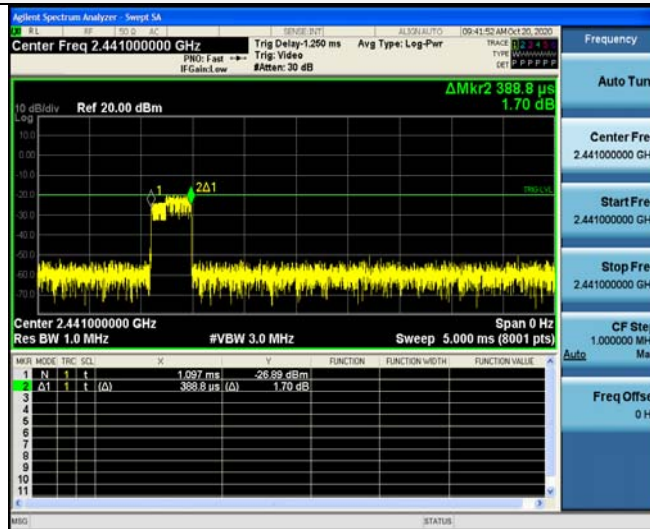 Agilent Spectrum Analyzer - Swept SA
RL RF 50 Ω AC SENSE:INT ALIGN AUTO 09:41:52 AM Oct 20, 2020
Center Freq 2.441000000 GHz
PNO: Fast
IFGain:Low
Trig Delay-1.250 ms
Trig: Video
#Atten: 30 dB
Avg Type: Log-Pwr
TRACE 1 2 3 4 5 6
TYPE
DET P P P P P P
ΔMkr2 388.8 µs
1.70 dB
10 dB/div
Log
Ref 20.00 dBm
10.0
0.00
-10.0
-20.0
-30.0
-40.0
-50.0
-60.0
-70.0
1
2Δ1
TRIG LVL
Center 2.441000000 GHz
Span 0 Hz
Res BW 1.0 MHz
#VBW 3.0 MHz
Sweep 5.000 ms (8001 pts)
MKR MODE TRC SCL X Y FUNCTION FUNCTION WIDTH FUNCTION VALUE
1 N 1 t 1.097 ms -26.89 dBm
2 Δ1 1 t (Δ) 388.8 µs (Δ) 1.70 dB
3
4
5
6
7
8
9
10
11
MSG
STATUS
Frequency
Auto Tun
Center Fre
2.441000000 GH
Start Fre
2.441000000 GH
Stop Fre
2.441000000 GH
CF Ste
1.000000 MH
Auto Ma
Freq Offse
0 H